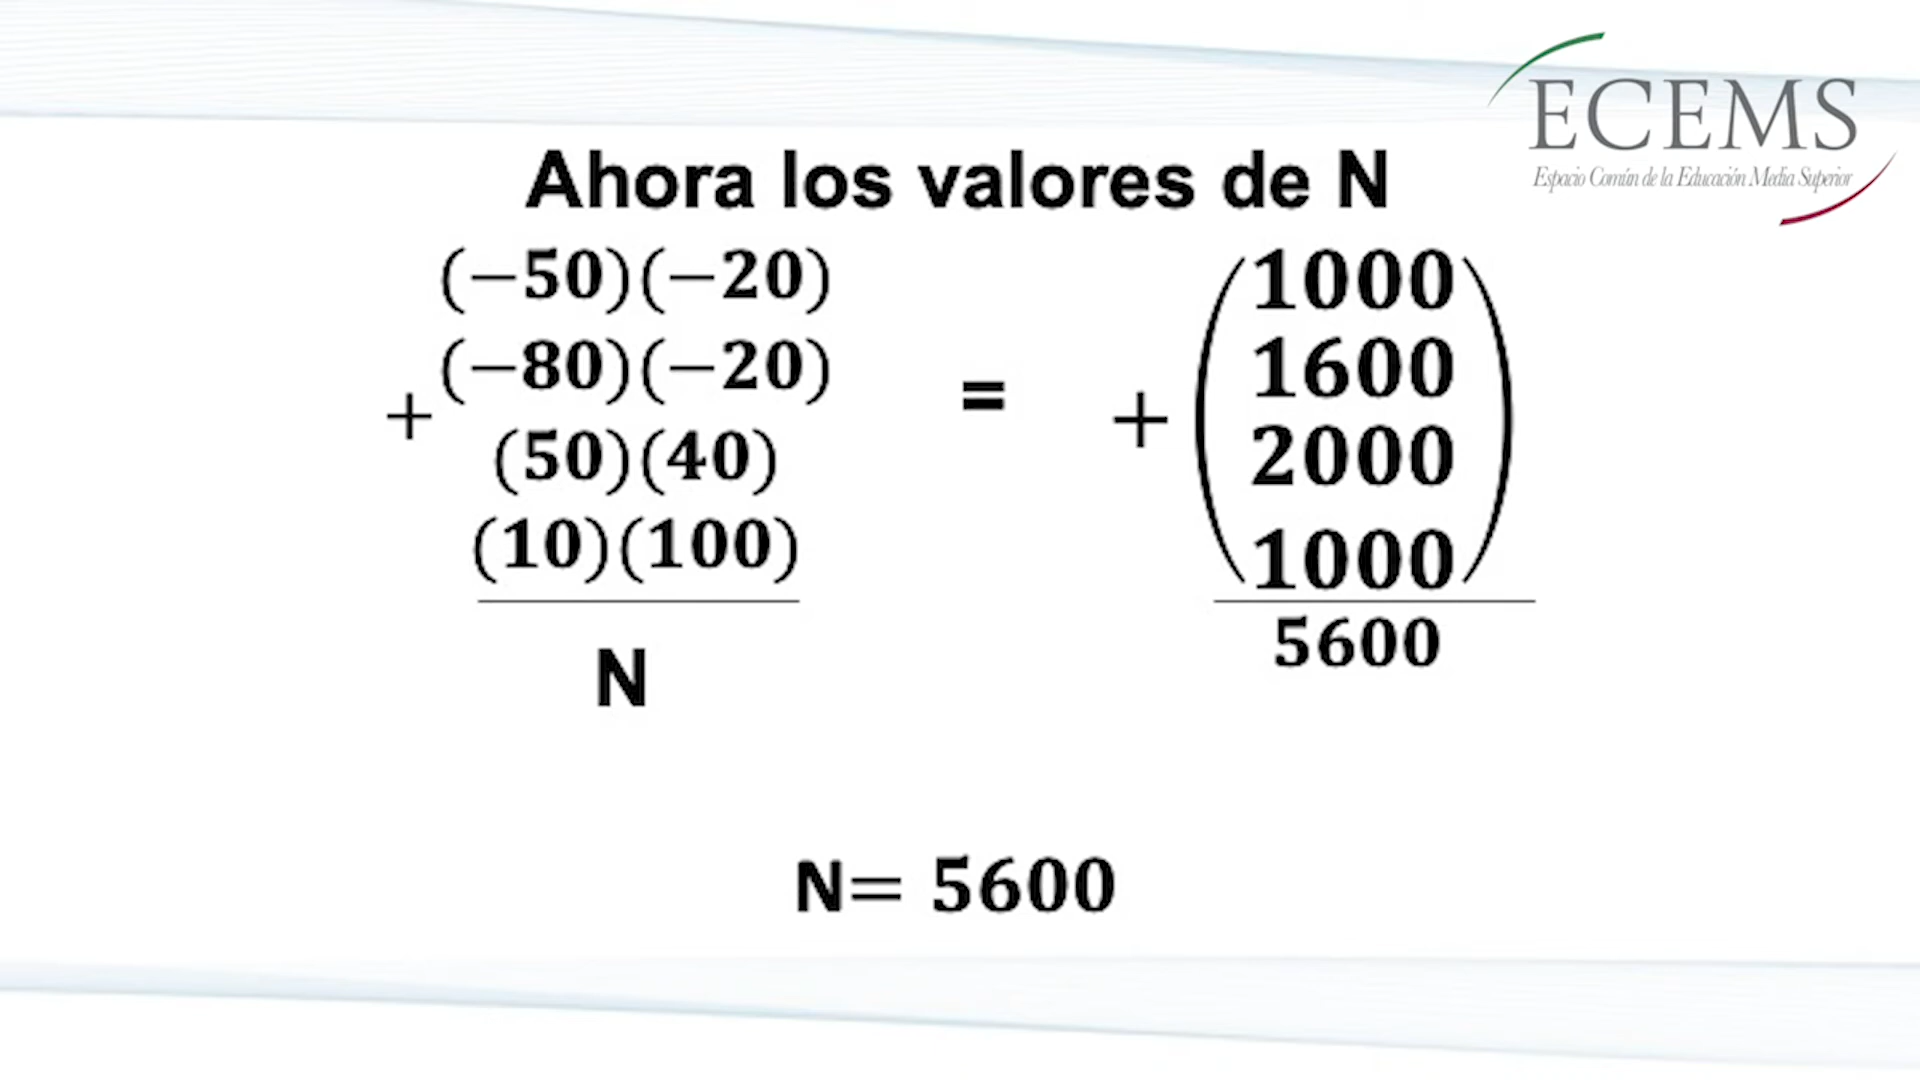 ECEMS
Espacio Común de la Educación Media Superior
Ahora los valores de N
(−50)(−20)
(−80)(−20)
+
(50)(40)
(10)(100)
N
=
+
1000
1600
2000
1000
5600
N= 5600